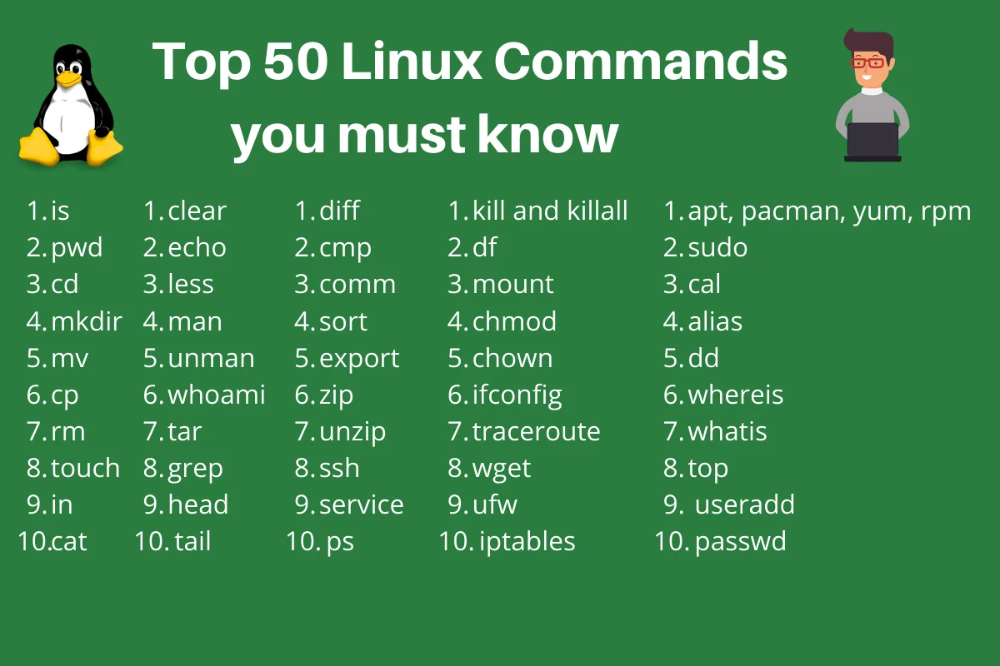 Top 50 Linux Commands
you must know
1. is
2. pwd
3. cd
4. mkdir
5. mv
6. cp
7. rm
8. touch
9. in
10. cat
1. clear
2. echo
3. less
4. man
5. unman
6. whoami
7. tar
8. grep
9. head
10. tail
1. diff
2. cmp
3. comm
4. sort
5. export
6. zip
7. unzip
8. ssh
9. service
10. ps
1. kill and killall
2. df
3. mount
4. chmod
5. chown
6. ifconfig
7. traceroute
8. wget
9. ufw
10. iptables
1. apt, pacman, yum, rpm
2. sudo
3. cal
4. alias
5. dd
6. whereis
7. whatis
8. top
9. useradd
10. passwd